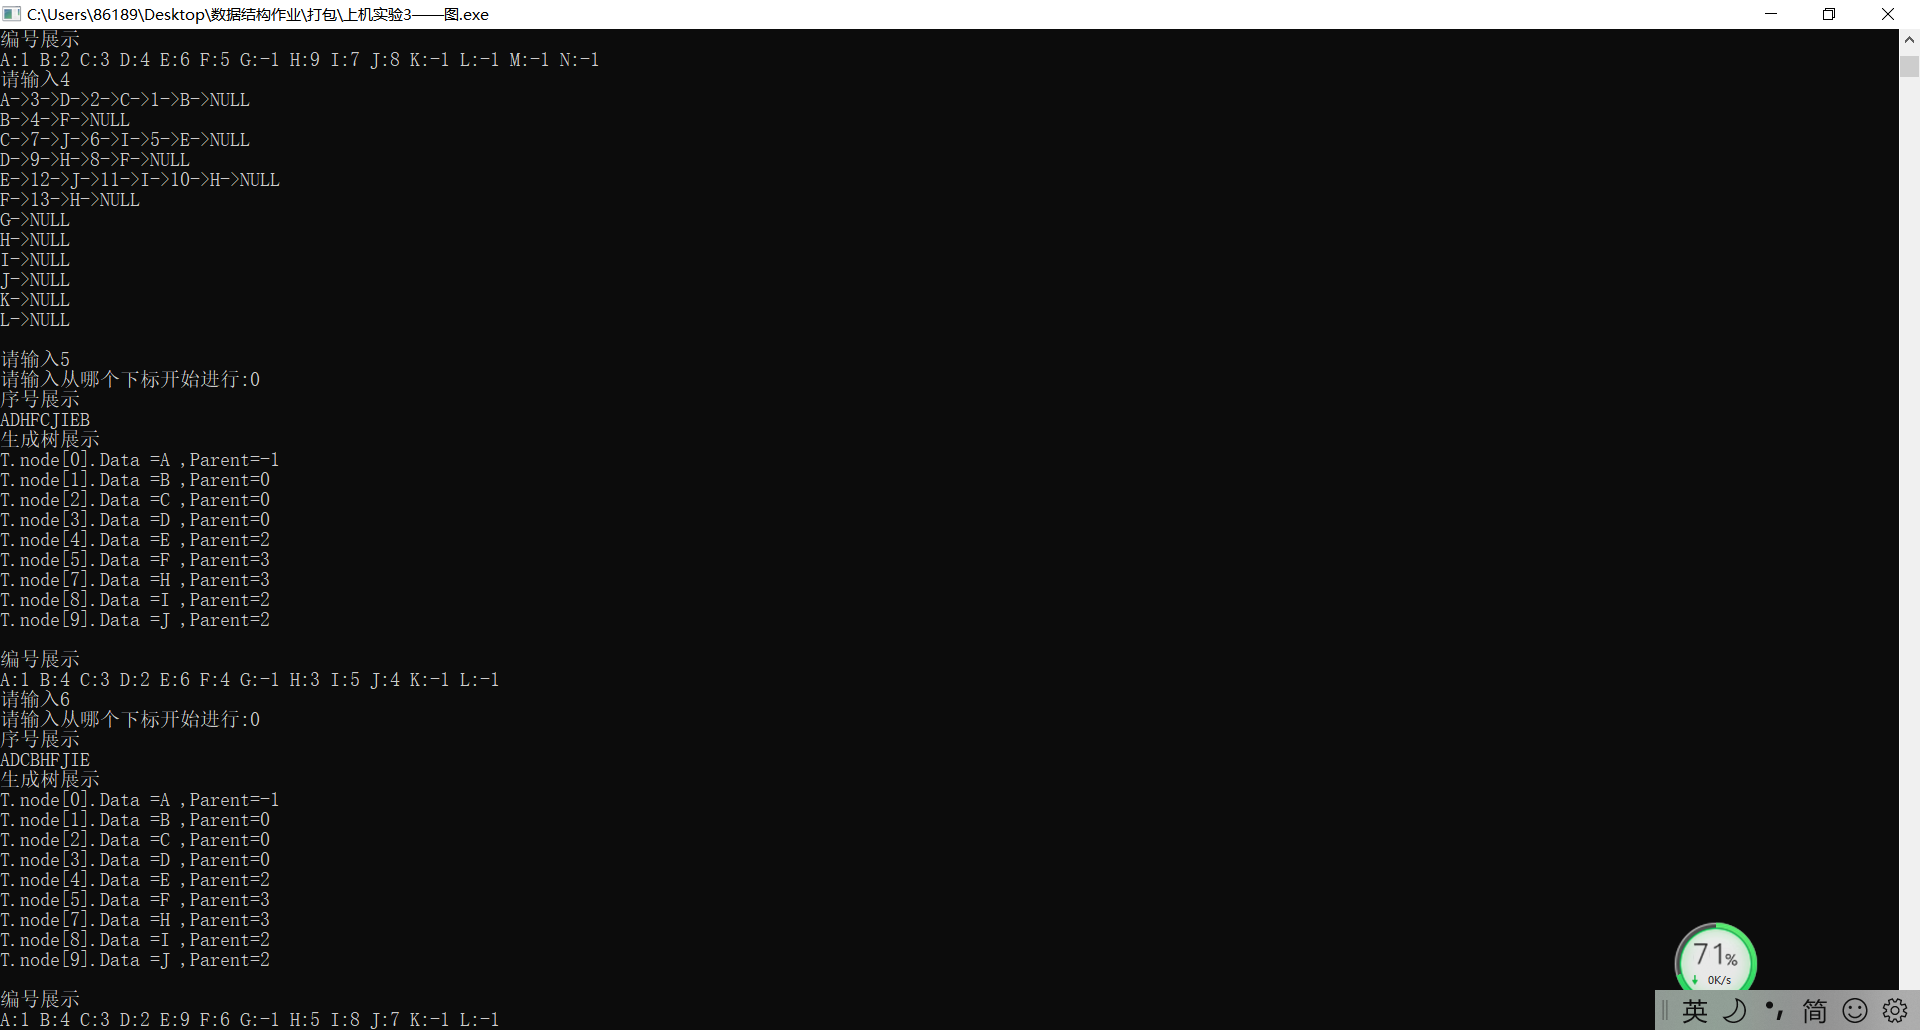 C:\Users\86189\Desktop\数据结构作业\打包\上机实验3——图.exe
编号展示
A:1 B:2 C:3 D:4 E:6 F:5 G:-1 H:9 I:7 J:8 K:-1 L:-1 M:-1 N:-1
请输入4
A->3->D->2->C->1->B->NULL
B->4->F->NULL
C->7->J->6->I->5->E->NULL
D->9->H->8->F->NULL
E->12->J->11->I->10->H->NULL
F->13->H->NULL
G->NULL
H->NULL
I->NULL
J->NULL
K->NULL
L->NULL
请输入5
请输入从哪个下标开始进行:0
序号展示
ADHFCJIEB
生成树展示
T.node[0].Data =A ,Parent=-1
T.node[1].Data =B ,Parent=0
T.node[2].Data =C ,Parent=0
T.node[3].Data =D ,Parent=0
T.node[4].Data =E ,Parent=2
T.node[5].Data =F ,Parent=3
T.node[7].Data =H ,Parent=3
T.node[8].Data =I ,Parent=2
T.node[9].Data =J ,Parent=2
编号展示
A:1 B:4 C:3 D:2 E:6 F:4 G:-1 H:3 I:5 J:4 K:-1 L:-1
请输入6
请输入从哪个下标开始进行:0
序号展示
ADCBHFJIE
生成树展示
T.node[0].Data =A ,Parent=-1
T.node[1].Data =B ,Parent=0
T.node[2].Data =C ,Parent=0
T.node[3].Data =D ,Parent=0
T.node[4].Data =E ,Parent=2
T.node[5].Data =F ,Parent=3
T.node[7].Data =H ,Parent=3
T.node[8].Data =I ,Parent=2
T.node[9].Data =J ,Parent=2
编号展示
A:1 B:4 C:3 D:2 E:9 F:6 G:-1 H:5 I:8 J:7 K:-1 L:-1
71%
0K/s
英 简